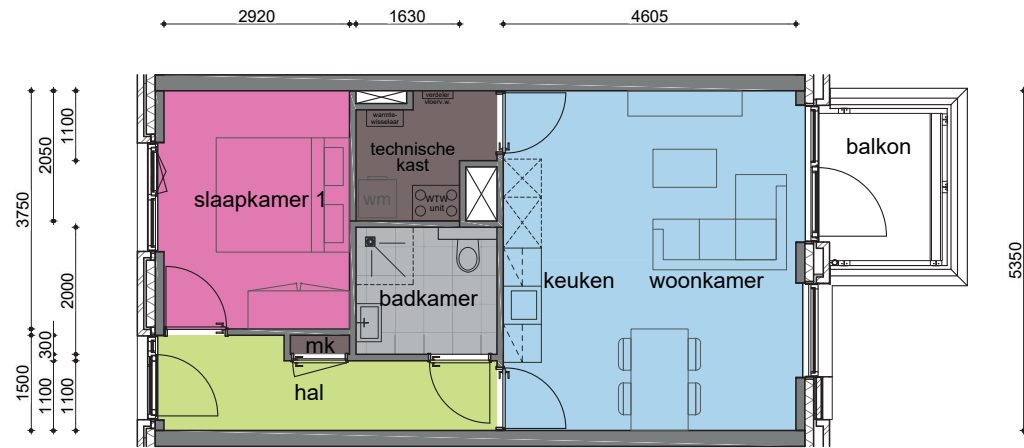 2920
1630
4605
1100
2050
3750
2000
300
1500
1100
1100
5350
verdeler
vloerv.w.
warmte-
wisselaar
technische
kast
wm
WTW
unit
slaapkamer 1
balkon
keuken
woonkamer
badkamer
mk
hal